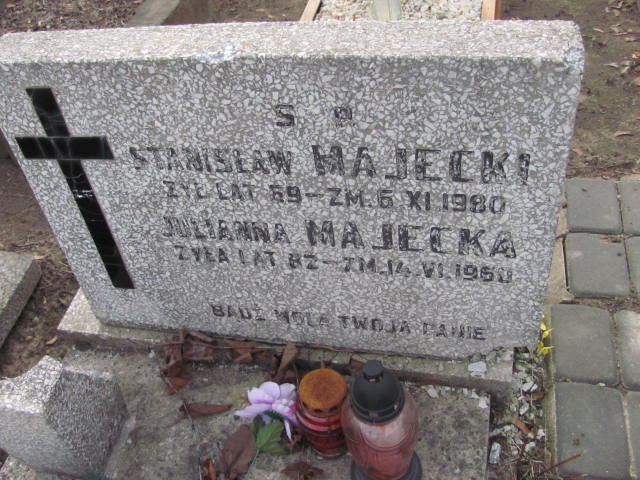 S P
STANISŁAW MAJECKI
ŻYŁ LAT 69-ZM.6 XI.1980
JULIANNA MAJECKA
ŻYŁA LAT 82-ZM.14.VI.1960
BĄDŹ WOLA TWOJA PANIE